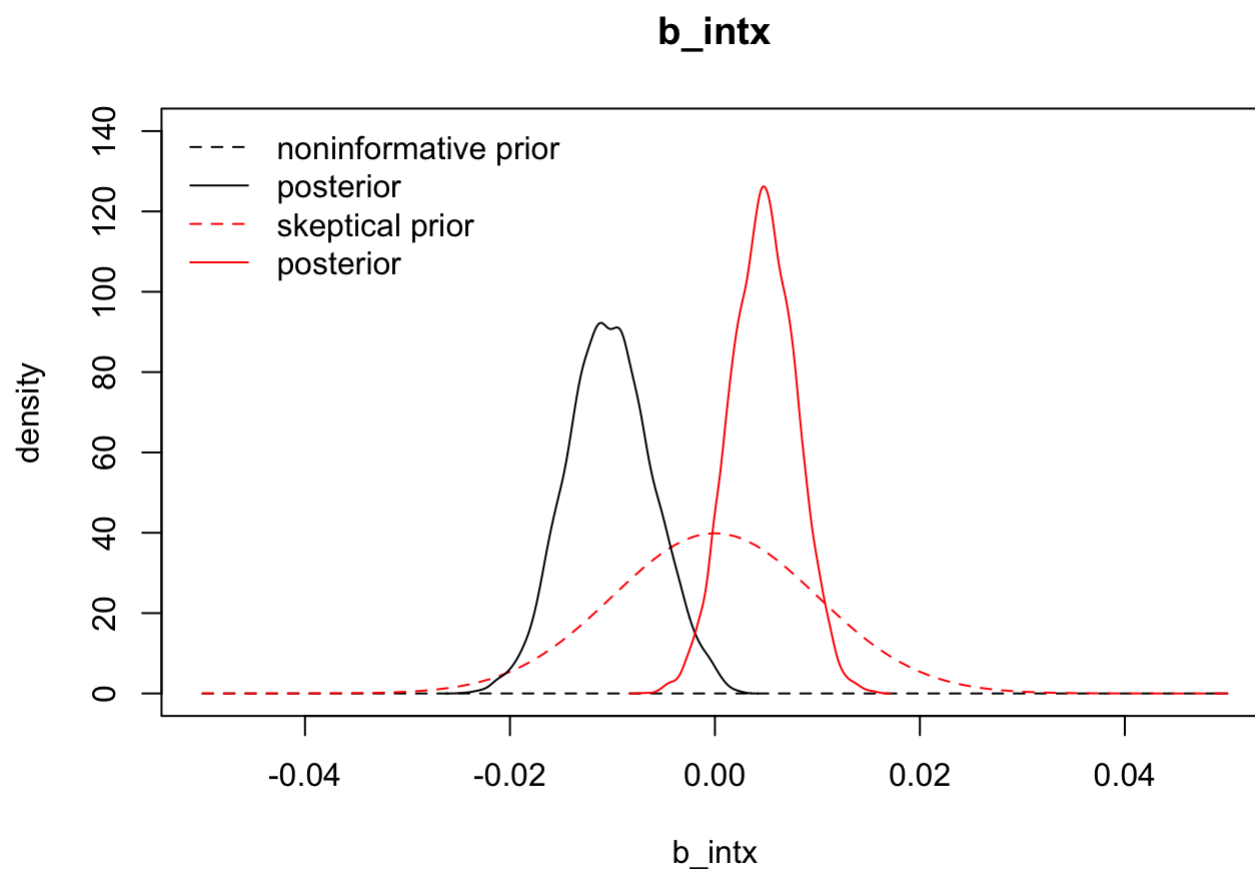 b_intx
140
120
100
80
60
40
20
0
density
noninformative prior
posterior
skeptical prior
posterior
-0.04
-0.02
0.00
0.02
0.04
b_intx